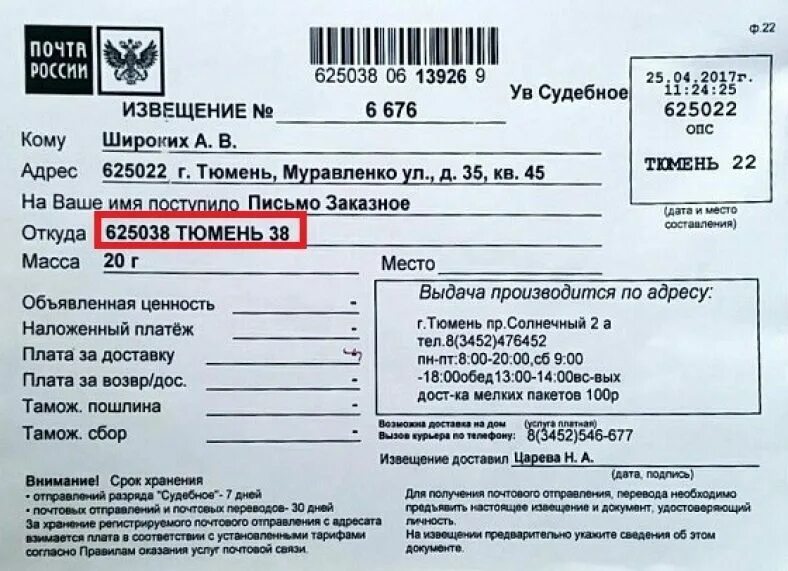 ПОЧТА
РОССИИ
ф.22
625038 06 13926 9
Ув Судебное
25.04.2017г.
11:24:25
625022
ОПС
ТЮМЕНЬ 22
(дата и место
составления)
ИЗВЕЩЕНИЕ № 6 676
Кому Широких А. В.
Адрес 625022 г. Тюмень, Муравленко ул., д. 35, кв. 45
На Ваше имя поступило Письмо Заказное
Откуда 625038 ТЮМЕНЬ 38
Масса 20 г
Место
Объявленная ценность -
Наложенный платёж -
Плата за доставку
Плата за возвр/дос. -
Тамож. пошлина -
Тамож. сбор -
Выдача производится по адресу:
г.Тюмень пр.Солнечный 2 а
тел.8(3452)476452
пн-пт:8:00-20:00,сб 9:00
-18:00обед13:00-14:00вс-вых
дост-ка мелких пакетов 100р
Возможна доставка на дом (услуга платная)
Вызов курьера по телефону: 8(3452)546-677
Извещение доставил Царева Н. А.
(дата, подпись)
Внимание! Срок хранения
• отправлений разряда "Судебное"- 7 дней
• почтовых отправлений и почтовых переводов- 30 дней
За хранение регистрируемого почтового отправления с адресата
взимается плата в соответствии с установленными тарифами
согласно Правилам оказания услуг почтовой связи.
Для получения почтового отправления, перевода необходимо
предъявить настоящее извещение и документ, удостоверяющий
личность.
На извещении предварительно укажите сведения об этом
документе.